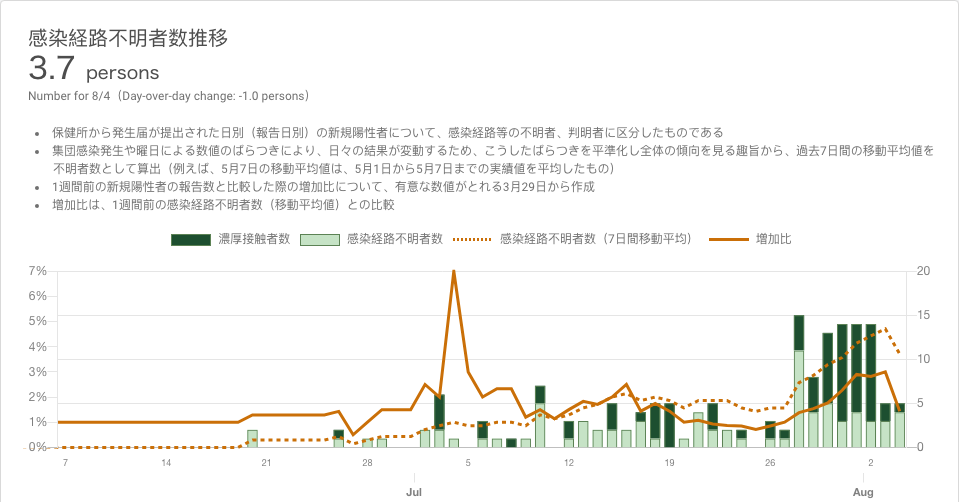 感染経路不明者数推移
3.7 persons
Number for 8/4（Day-over-day change: -1.0 persons）
• 保健所から発生届が提出された日別（報告日別）の新規陽性者について、感染経路等の不明者、判明者に区分したものである
• 集団感染発生や曜日による数値のばらつきにより、日々の結果が変動するため、こうしたばらつきを平準化し全体の傾向を見る趣旨から、過去7日間の移動平均値を
不明者数として算出（例えば、5月7日の移動平均値は、5月1日から5月7日までの実績値を平均したもの）
• 1週間前の新規陽性者の報告数と比較した際の増加比について、有意な数値がとれる3月29日から作成
• 増加比は、1週間前の感染経路不明者数（移動平均値）との比較
濃厚接触者数 感染経路不明者数 感染経路不明者数（7日間移動平均） 増加比
7% 20
6%
5% 15
4%
3% 10
2% 5
1%
0% 0
7 14 21 28 5 12 19 26 2
Jul Aug